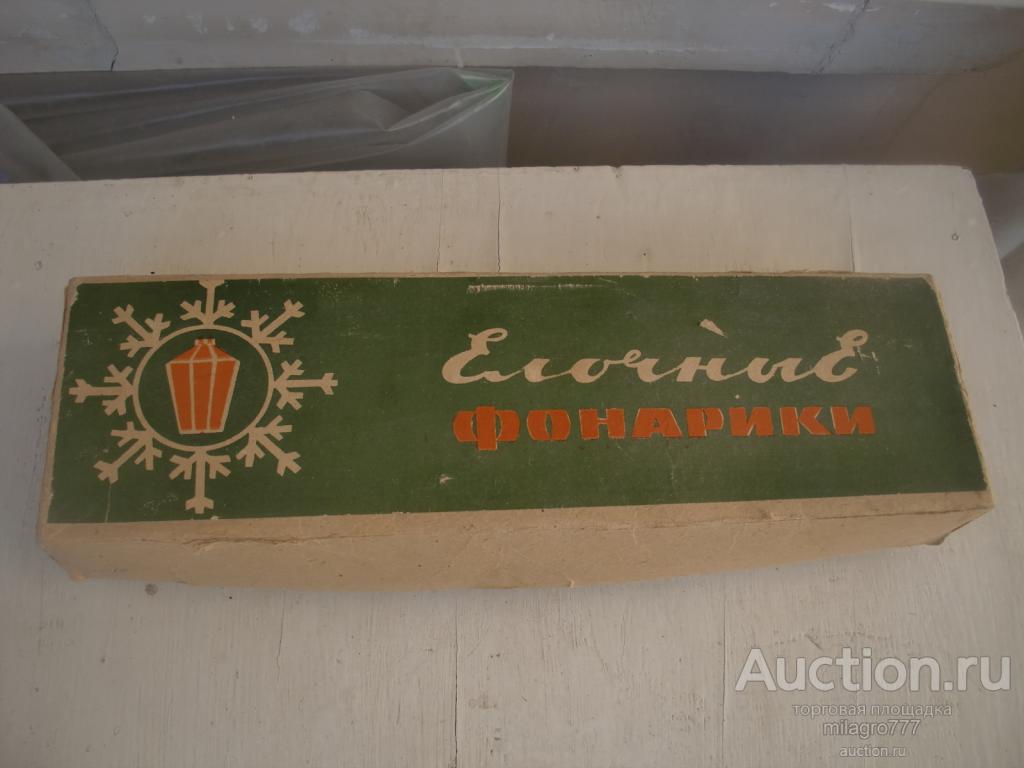 Елочные
ФОНАРИКИ
Auction.ru
торговая площадка
milagro777
auction.ru